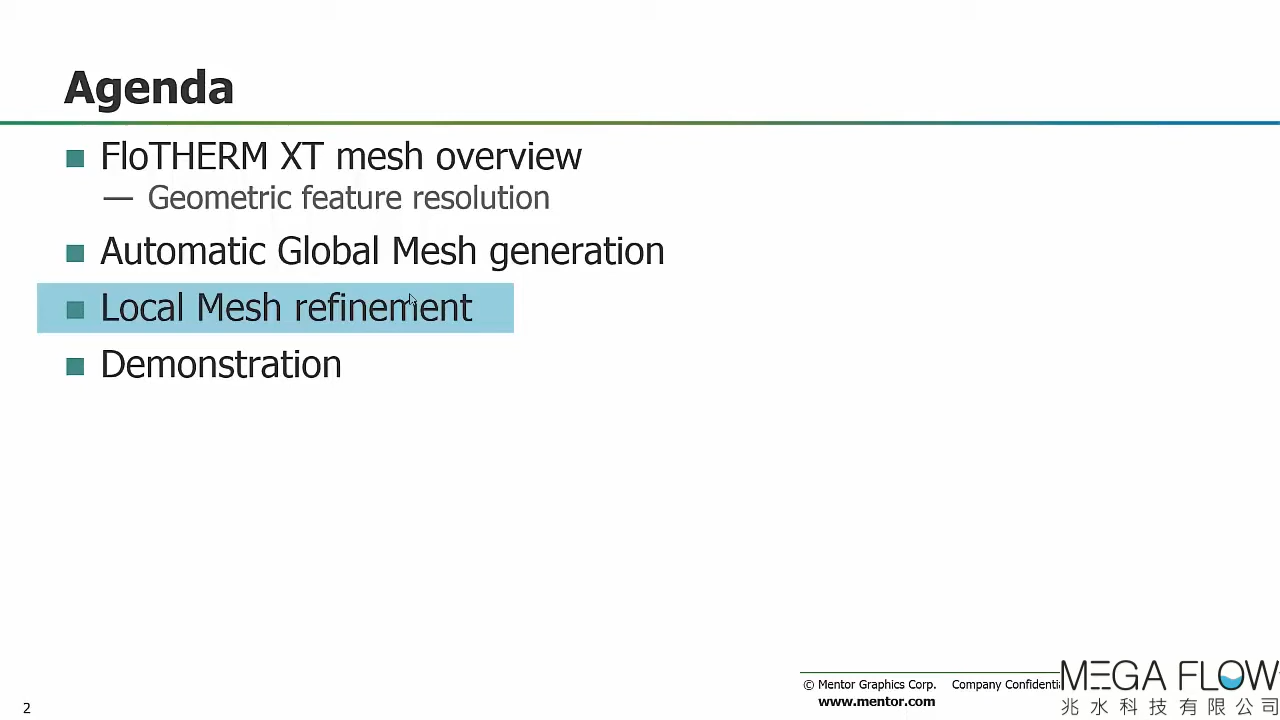 Agenda
FloTHERM XT mesh overview
— Geometric feature resolution
Automatic Global Mesh generation
Local Mesh refinement
Demonstration
© Mentor Graphics Corp. Company Confidenti
www.mentor.com
MEGA FLOW
兆水科技有限公司
2